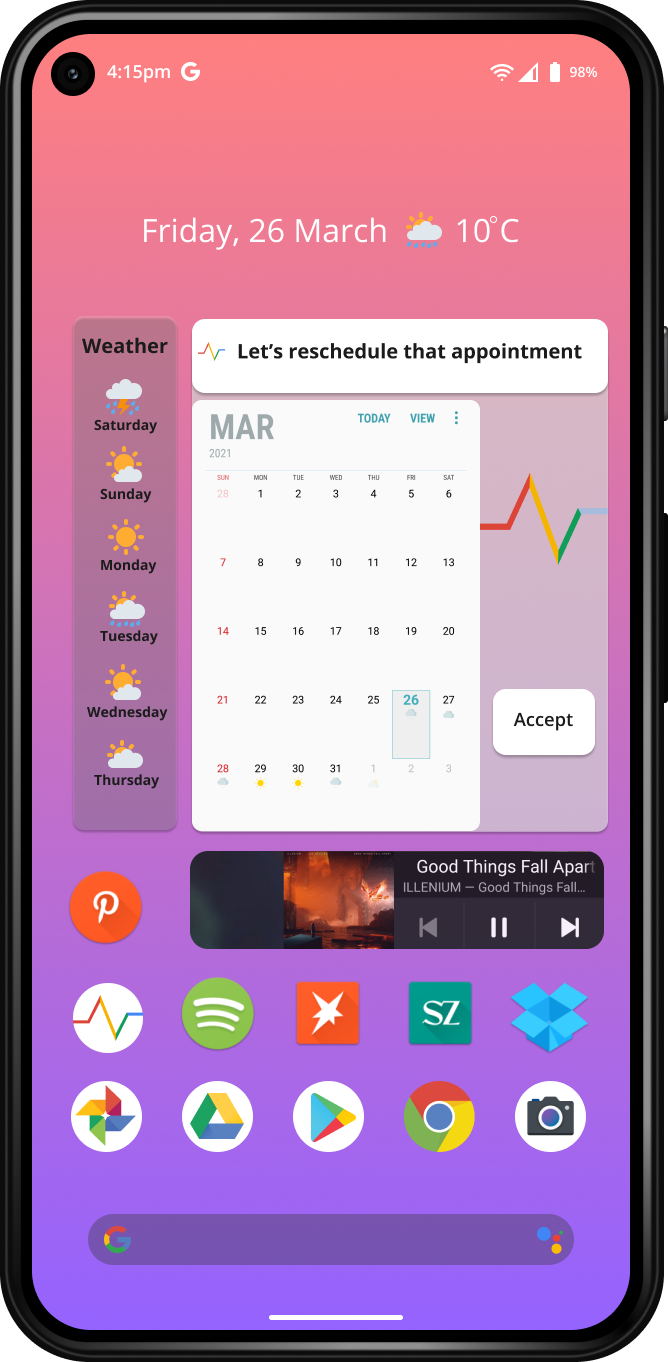 4:15pm
98%
Friday, 26 March 10°C
Weather
Saturday
Sunday
Monday
Tuesday
Wednesday
Thursday
Let’s reschedule that appointment
MAR
2021
TODAY VIEW
SUN MON TUE WED THU FRI SAT
28 1 2 3 4 5 6
7 8 9 10 11 12 13
14 15 16 17 18 19 20
21 22 23 24 25 26 27
28 29 30 31 1 2 3
Accept
Good Things Fall Apart
ILLENIUM — Good Things Fall...
SZ